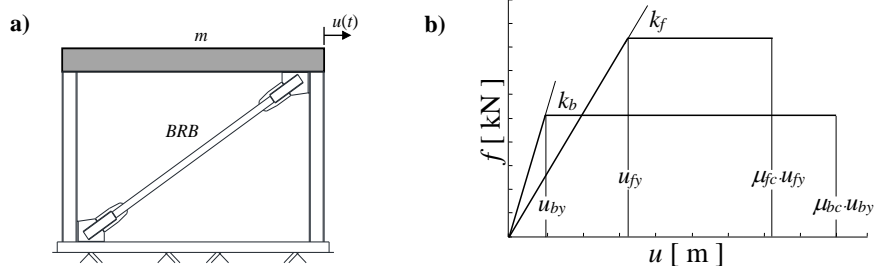 a)
m
u(t)
BRB
b)
f [ kN ]
k_f
k_b
u_by
u_fy
μ_fc·u_fy
μ_bc·u_by
u [ m ]